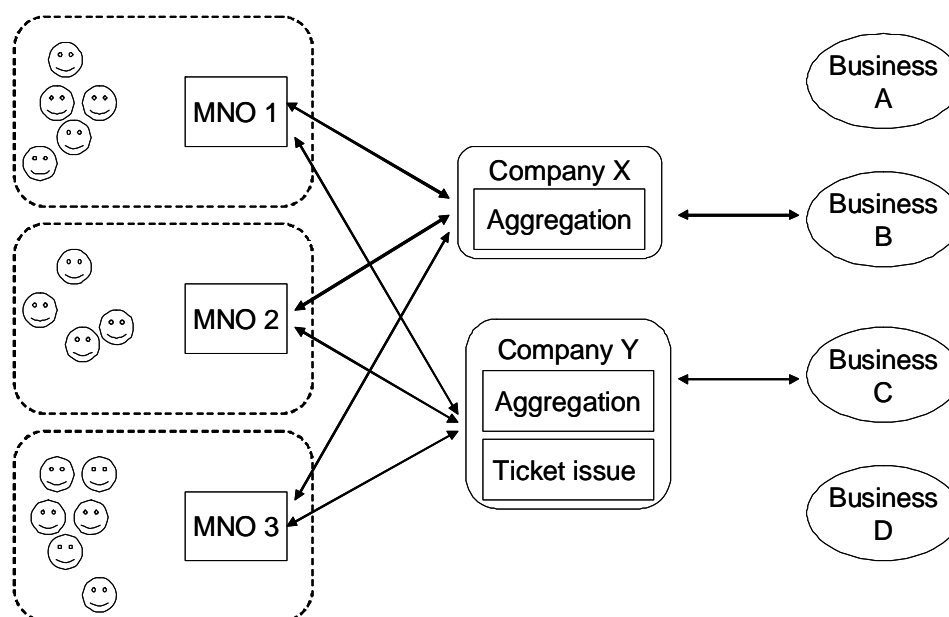 MNO 1
MNO 2
MNO 3
Company X
Aggregation
Company Y
Aggregation
Ticket issue
Business
A
Business
B
Business
C
Business
D